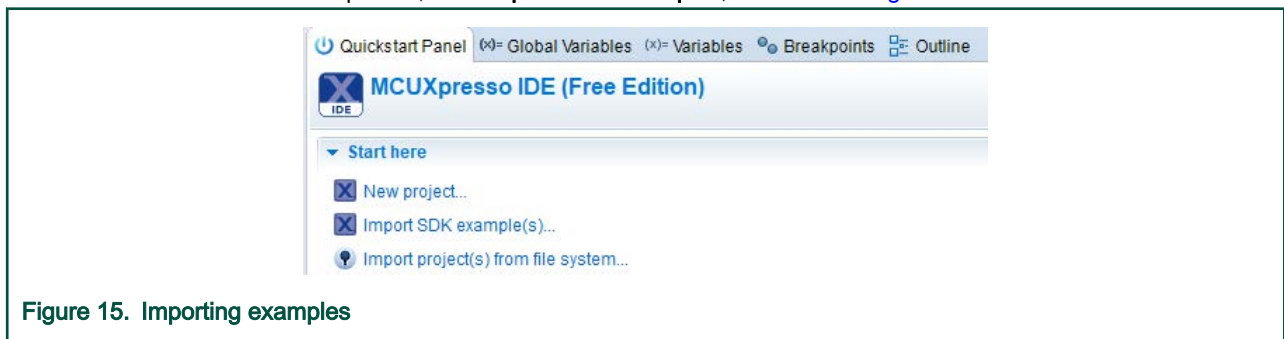 Quickstart Panel (x)= Global Variables (x)= Variables Breakpoints Outline
IDE
MCUXpresso IDE (Free Edition)
Start here
New project...
Import SDK example(s)...
Import project(s) from file system...
Figure 15. Importing examples